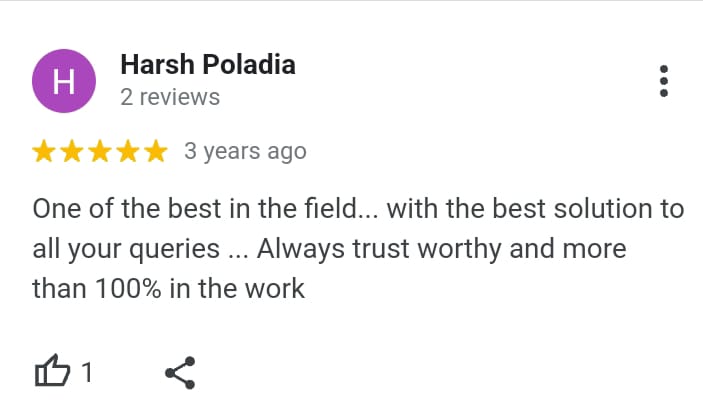 H
Harsh Poladia
2 reviews
3 years ago
One of the best in the field... with the best solution to
all your queries ... Always trust worthy and more
than 100% in the work
1